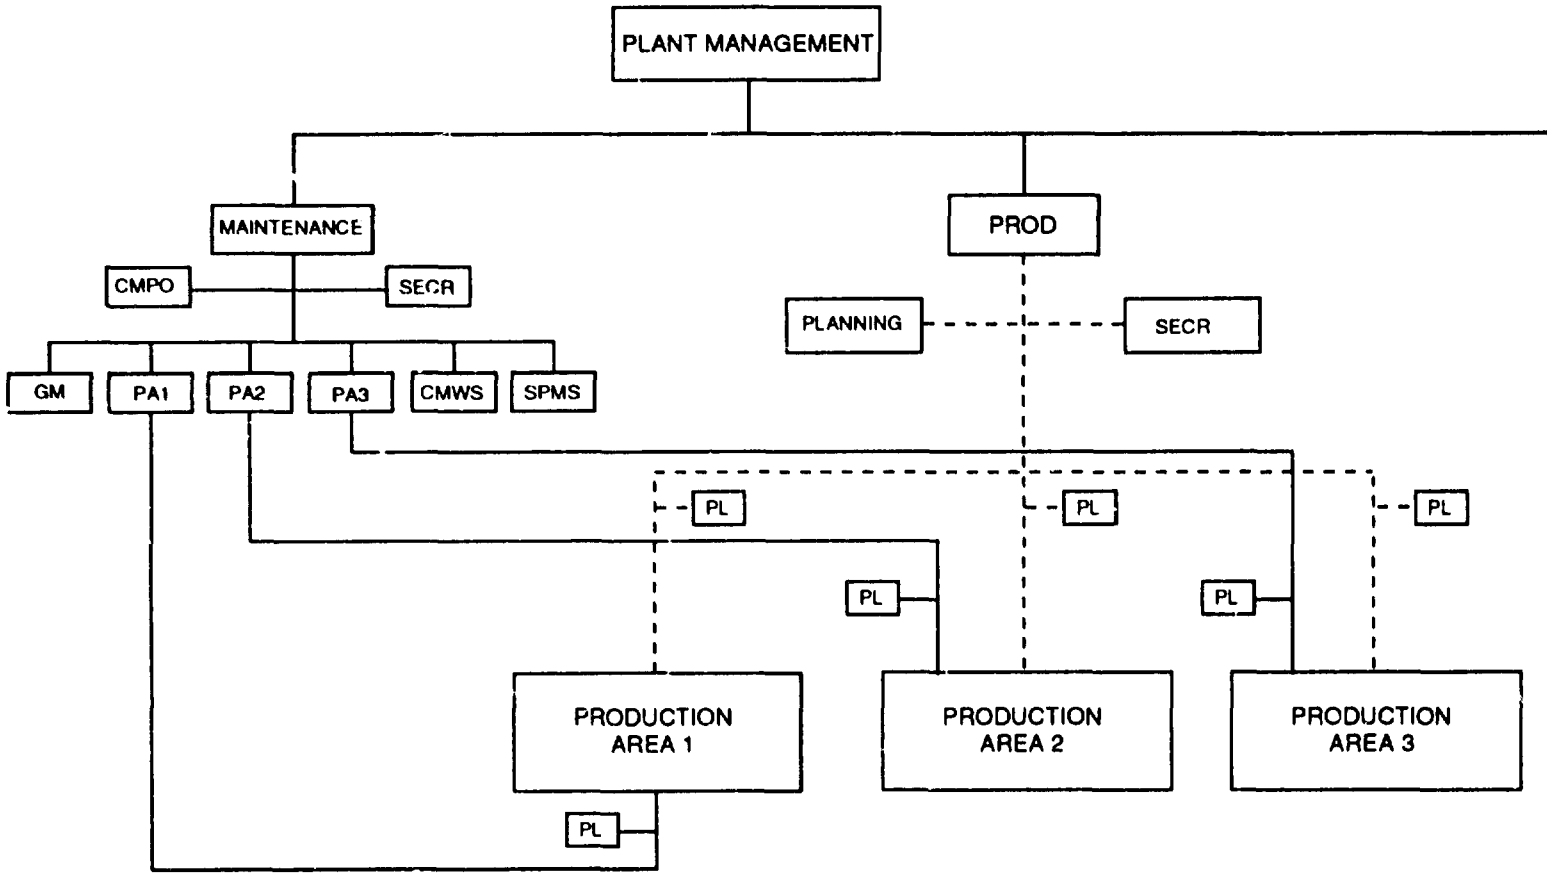 PLANT MANAGEMENT
MAINTENANCE
PROD
CMPO
SECR
PLANNING
SECR
GM
PA1
PA2
PA3
CMWS
SPMS
PL
PL
PL
PL
PL
PRODUCTION
AREA 1
PRODUCTION
AREA 2
PRODUCTION
AREA 3
PL